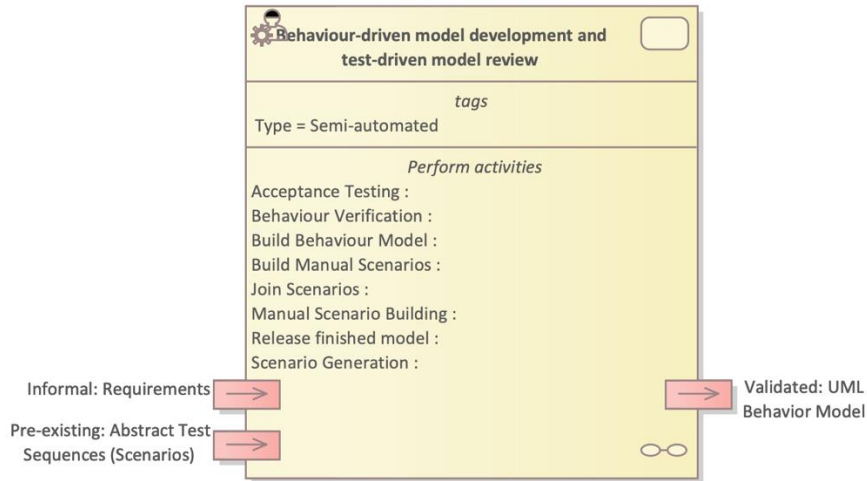 Behaviour-driven model development and
test-driven model review
tags
Type = Semi-automated
Perform activities
Acceptance Testing :
Behaviour Verification :
Build Behaviour Model :
Build Manual Scenarios :
Join Scenarios :
Manual Scenario Building :
Release finished model :
Scenario Generation :
Informal: Requirements
Pre-existing: Abstract Test
Sequences (Scenarios)
Validated: UML
Behavior Model